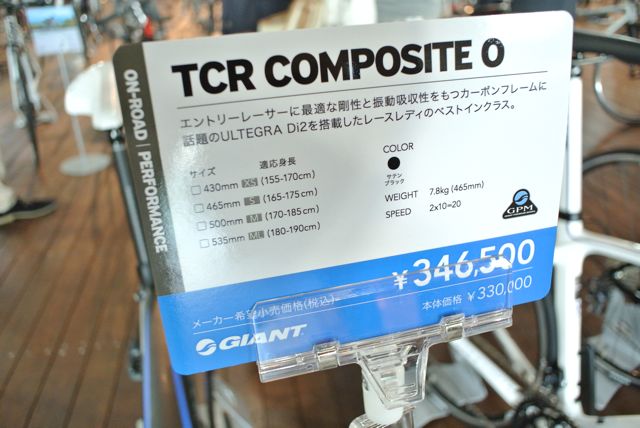 ON-ROAD | PERFORMANCE
TCR COMPOSITE 0
エントリーレーサーに最適な剛性と振動吸収性をもつカーボンフレームに
話題のULTEGRA Di2を搭載したレースレディのベストインクラス。
サイズ 適応身長
430mm XS (155-170cm)
465mm S (165-175cm)
500mm M (170-185cm)
535mm ML (180-190cm)
COLOR
サテン
ブラック
WEIGHT 7.8kg (465mm)
SPEED 2x10=20
GPM
¥346,500
メーカー希望小売価格(税込)
本体価格 ¥330,000
GIANT